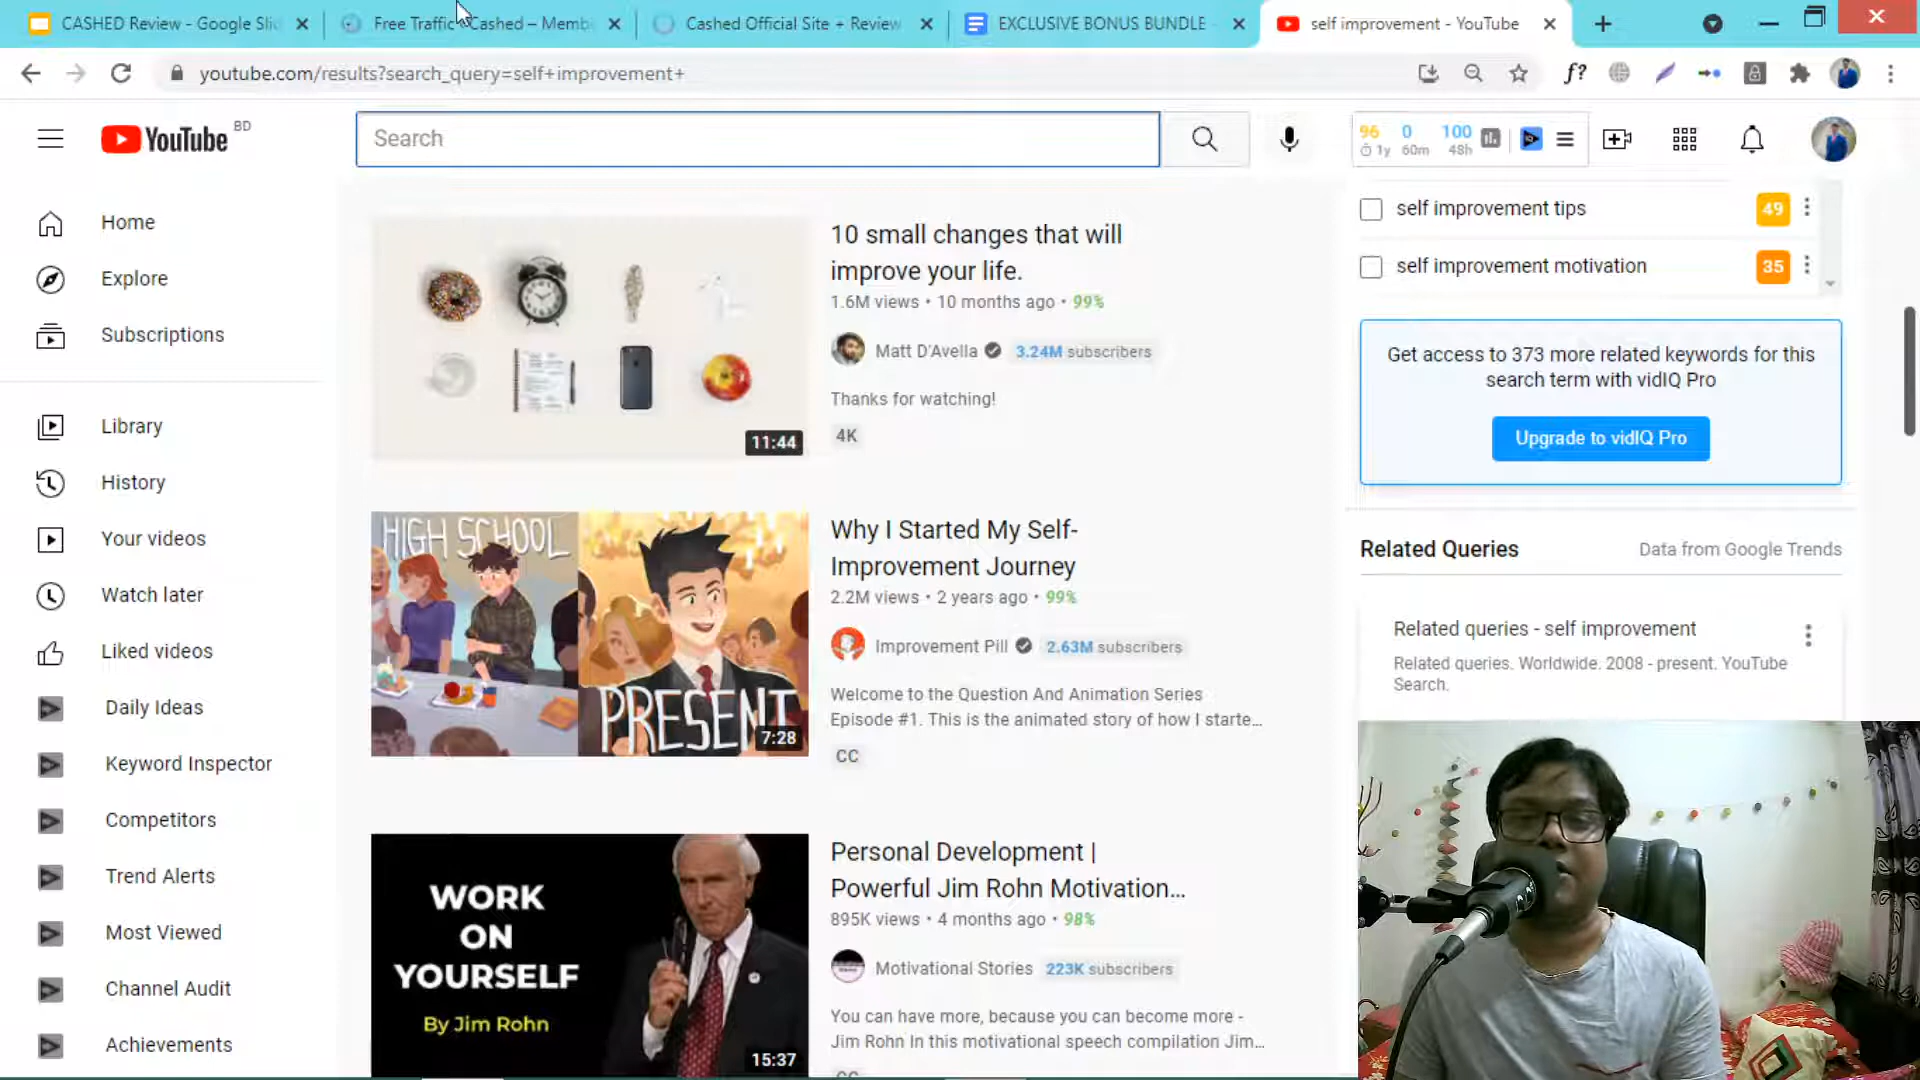 CASHED Review - Google Slid
Free Traffic - Cashed – Memb
Cashed Official Site + Review
EXCLUSIVE BONUS BUNDLE -
self improvement - YouTube
youtube.com/results?search_query=self+improvement+
f?
YouTube BD
Search
96 0 100
1y 60m 48h
Home
Explore
Subscriptions
Library
History
Your videos
Watch later
Liked videos
Daily Ideas
Keyword Inspector
Competitors
Trend Alerts
Most Viewed
Channel Audit
Achievements
11:44
10 small changes that will
improve your life.
1.6M views • 10 months ago • 99%
Matt D'Avella 3.24M subscribers
Thanks for watching!
4K
HIGH SCHOOL
PRESENT
7:28
Why I Started My Self-
Improvement Journey
2.2M views • 2 years ago • 99%
Improvement Pill 2.63M subscribers
Welcome to the Question And Animation Series
Episode #1. This is the animated story of how I starte...
CC
WORK
ON
YOURSELF
By Jim Rohn
15:37
Personal Development |
Powerful Jim Rohn Motivation...
895K views • 4 months ago • 98%
Motivational Stories 223K subscribers
You can have more, because you can become more -
Jim Rohn In this motivational speech compilation Jim...
CC
self improvement tips 49
self improvement motivation 35
Get access to 373 more related keywords for this
search term with vidIQ Pro
Upgrade to vidIQ Pro
Related Queries Data from Google Trends
Related queries - self improvement
Related queries. Worldwide. 2008 - present. YouTube
Search.